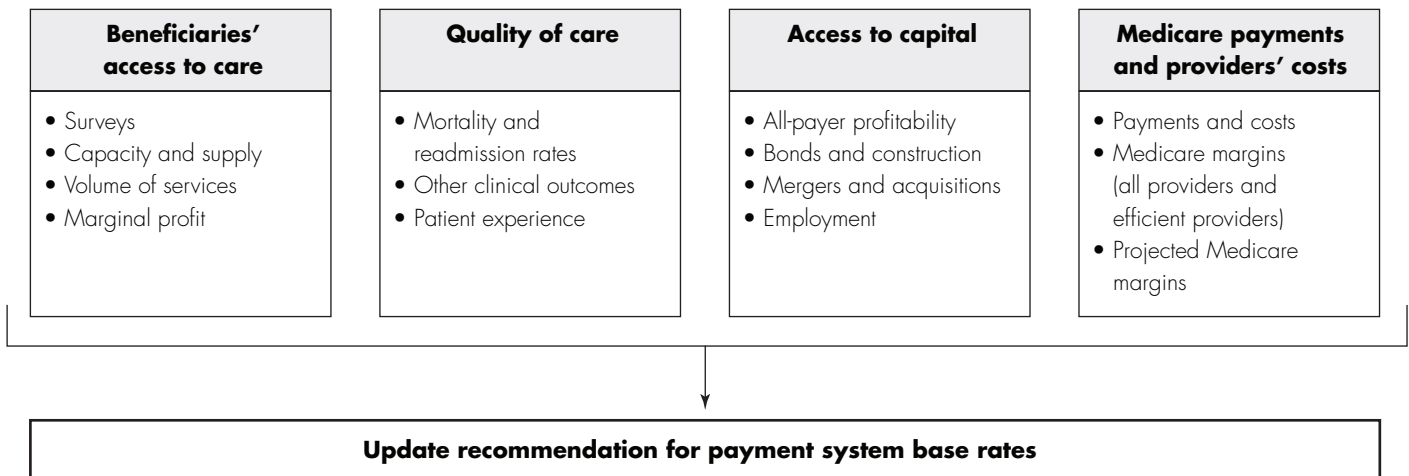 Beneficiaries’
access to care
• Surveys
• Capacity and supply
• Volume of services
• Marginal profit
Quality of care
• Mortality and
readmission rates
• Other clinical outcomes
• Patient experience
Access to capital
• All-payer profitability
• Bonds and construction
• Mergers and acquisitions
• Employment
Medicare payments
and providers’ costs
• Payments and costs
• Medicare margins
(all providers and
efficient providers)
• Projected Medicare
margins
Update recommendation for payment system base rates